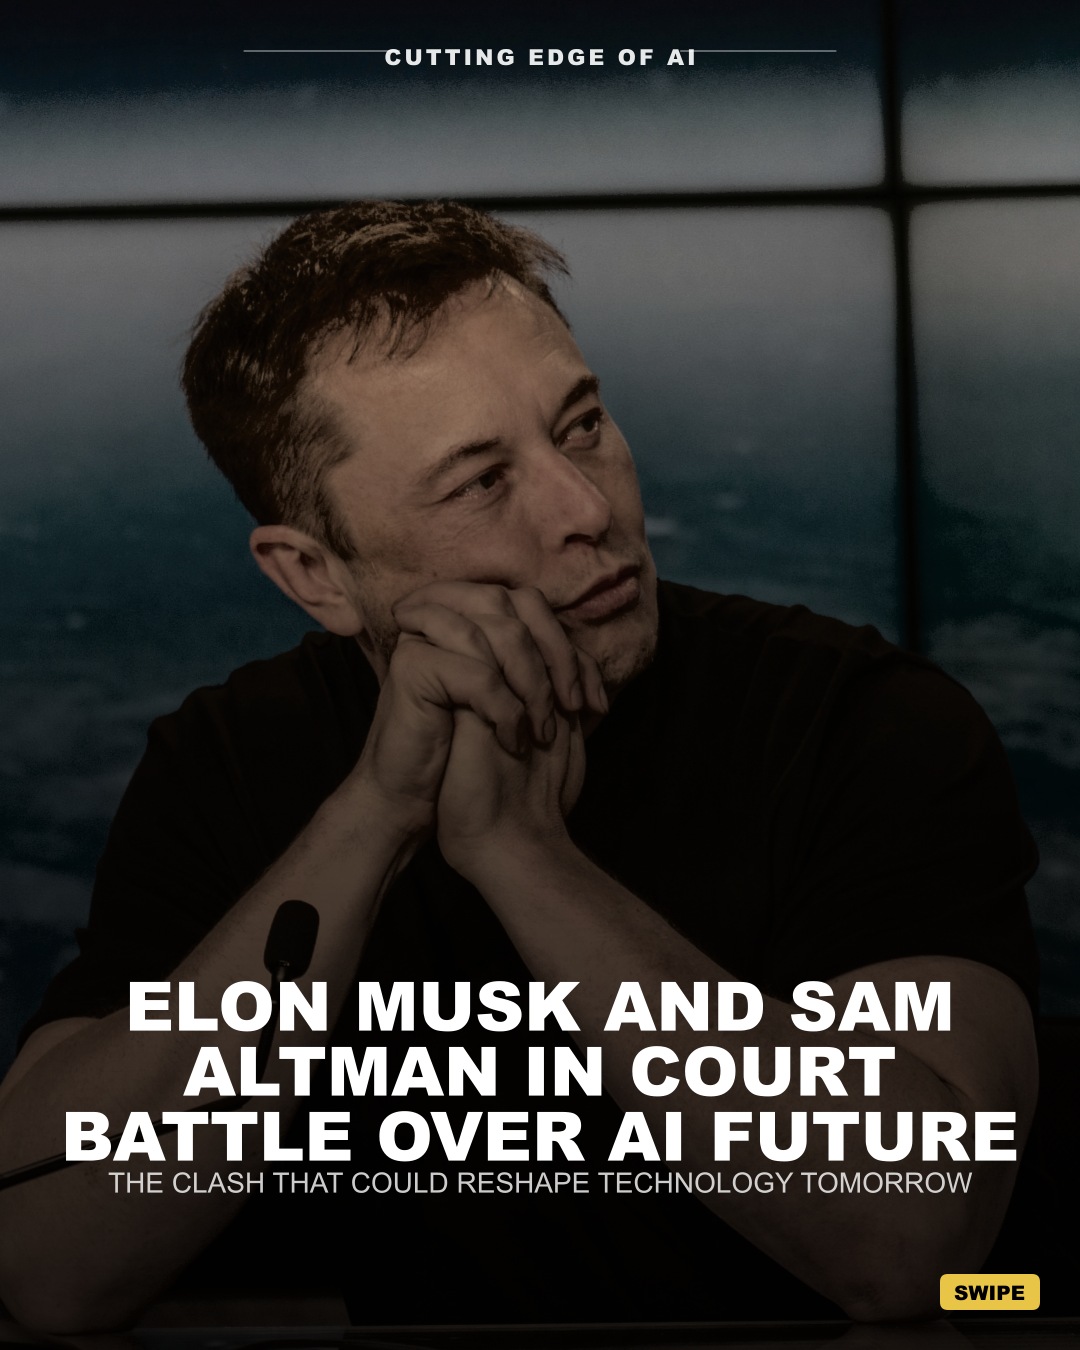 CUTTING EDGE OF AI
ELON MUSK AND SAM
ALTMAN IN COURT
BATTLE OVER AI FUTURE
THE CLASH THAT COULD RESHAPE TECHNOLOGY TOMORROW
SWIPE